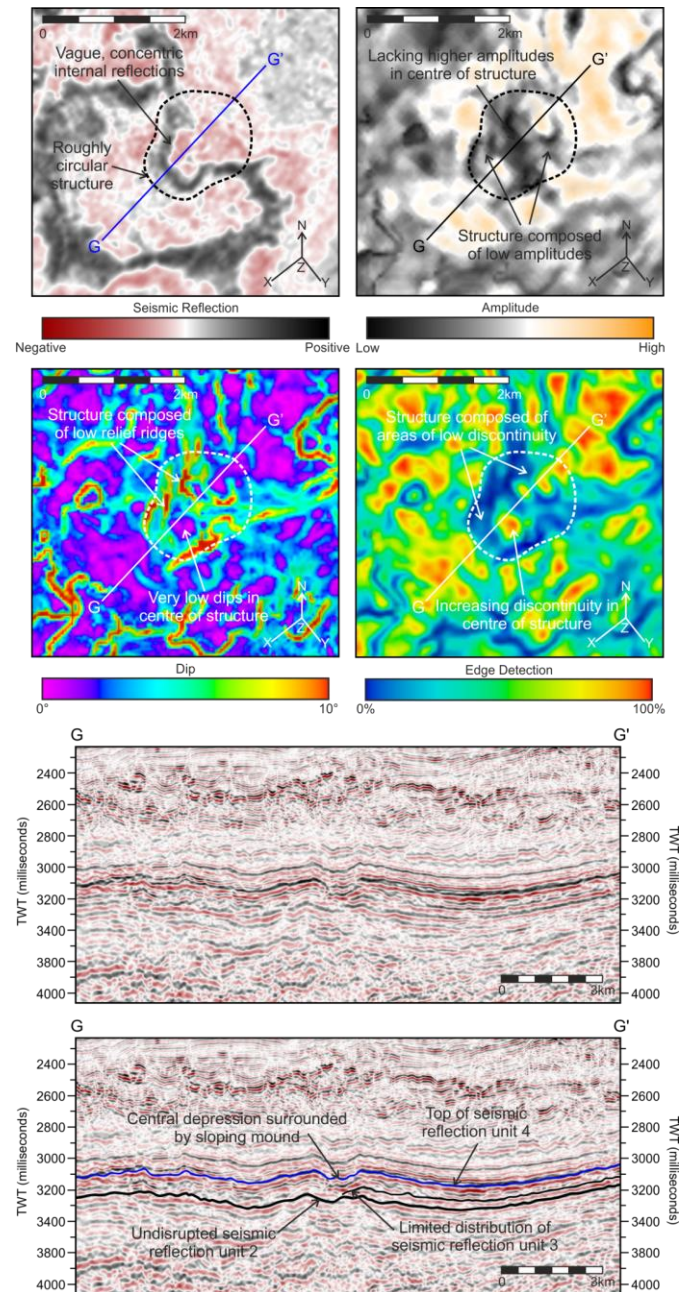 0 2km
Vague, concentric
internal reflections
G'
Roughly
circular
structure
G
N
Z
X Y
Seismic Reflection
Negative Positive
0 2km
Lacking higher amplitudes
in centre of structure
G'
G
Structure composed
of low amplitudes
N
Z
X Y
Amplitude
Low High
0 2km
Structure composed
of low relief ridges
G'
G
Very low dips in
centre of structure
N
Z
X Y
Dip
0° 10°
0 2km
Structure composed of
areas of low discontinuity
G'
G
Increasing discontinuity in
centre of structure
N
Z
X Y
Edge Detection
0% 100%
G G'
TWT (milliseconds)
2400 2400
2600 2600
2800 2800
3000 3000
3200 3200
3400 3400
3600 3600
3800 3800
4000 4000
TWT (milliseconds)
0 3km
G G'
TWT (milliseconds)
2400 2400
2600 2600
2800 2800
3000 3000
3200 3200
3400 3400
3600 3600
3800 3800
4000 4000
TWT (milliseconds)
Central depression surrounded
by sloping mound
Top of seismic
reflection unit 4
Undisrupted seismic
reflection unit 2
Limited distribution of
seismic reflection unit 3
0 3km